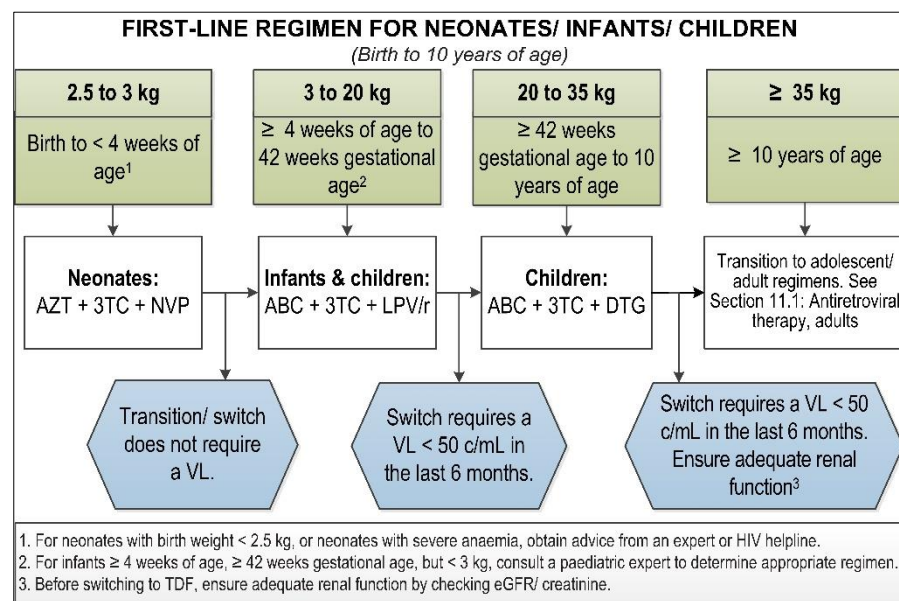 FIRST-LINE REGIMEN FOR NEONATES/ INFANTS/ CHILDREN
(Birth to 10 years of age)
2.5 to 3 kg
Birth to < 4 weeks of
age1
3 to 20 kg
≥ 4 weeks of age to
42 weeks gestational
age2
20 to 35 kg
≥ 42 weeks
gestational age to 10
years of age
≥ 35 kg
≥ 10 years of age
Neonates:
AZT + 3TC + NVP
Infants & children:
ABC + 3TC + LPV/r
Children:
ABC + 3TC + DTG
Transition to adolescent/
adult regimens. See
Section 11.1: Antiretroviral
therapy, adults
Transition/ switch
does not require
a VL.
Switch requires a
VL < 50 c/mL in
the last 6 months.
Switch requires a VL < 50
c/mL in the last 6 months.
Ensure adequate renal
function3
1. For neonates with birth weight < 2.5 kg, or neonates with severe anaemia, obtain advice from an expert or HIV helpline.
2. For infants ≥ 4 weeks of age, ≥ 42 weeks gestational age, but < 3 kg, consult a paediatric expert to determine appropriate regimen.
3. Before switching to TDF, ensure adequate renal function by checking eGFR/ creatinine.